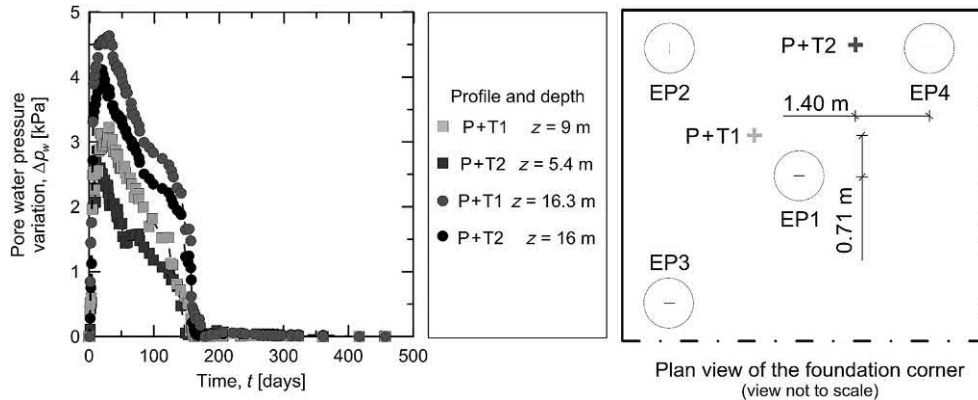 Pore water pressure
variation, Δp_w [kPa]
5
4
3
2
1
0
0 100 200 300 400 500
Time, t [days]
Profile and depth
P+T1 z = 9 m
P+T2 z = 5.4 m
P+T1 z = 16.3 m
P+T2 z = 16 m
P+T2
EP2
EP4
1.40 m
P+T1
EP1
0.71 m
EP3
Plan view of the foundation corner
(view not to scale)